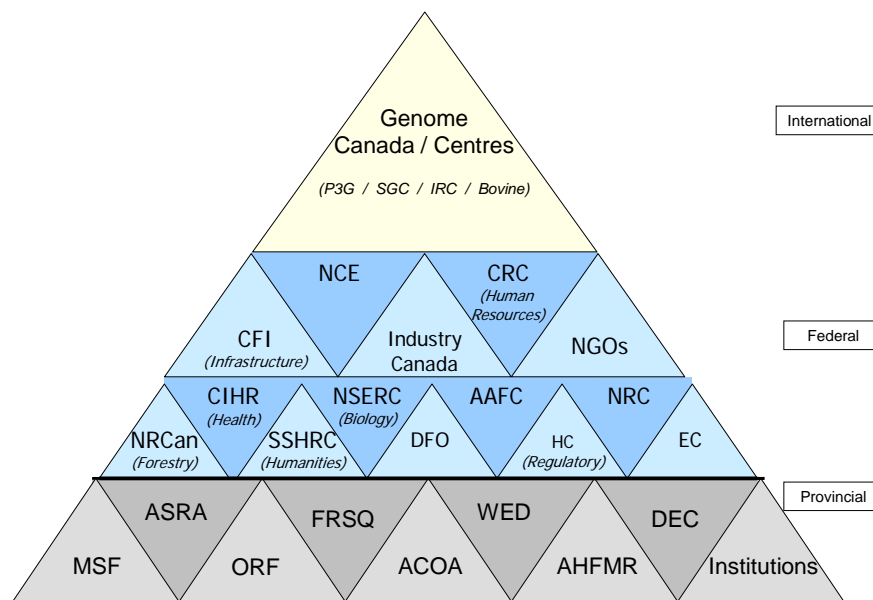 Genome
Canada / Centres
(P3G / SGC / IRC / Bovine)
International
NCE
CRC
(Human
Resources)
CFI
(Infrastructure)
Industry
Canada
NGOs
Federal
CIHR
(Health)
NSERC
(Biology)
AAFC
NRC
NRCan
(Forestry)
SSHRC
(Humanities)
DFO
HC
(Regulatory)
EC
Provincial
ASRA
FRSQ
WED
DEC
MSF
ORF
ACOA
AHFMR
Institutions